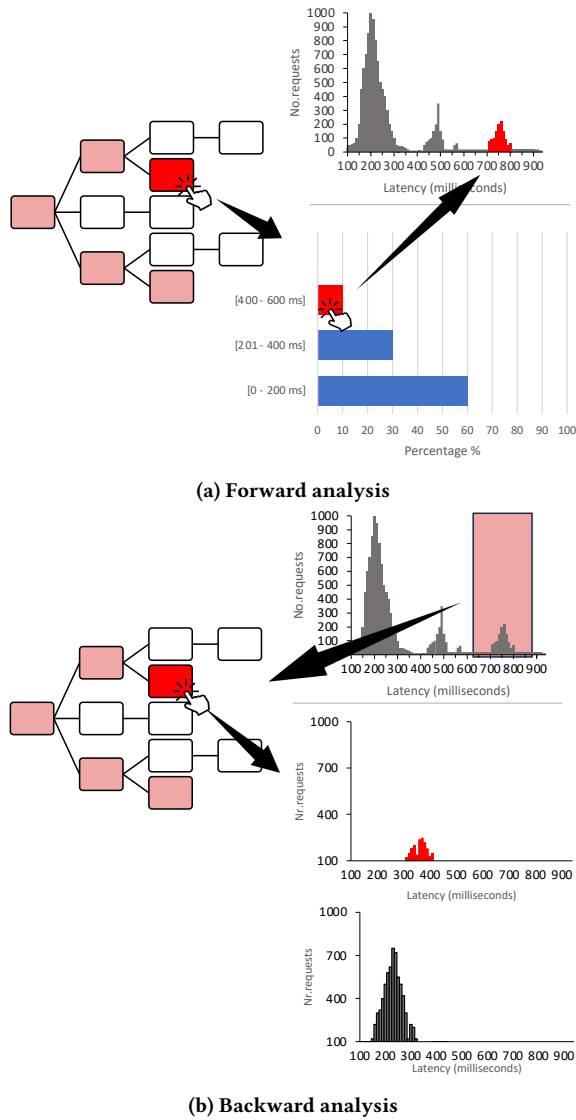 1000
900
800
700
600
500
400
300
200
100
0
No.requests
100 200 300 400 500 600 700 800 900
Latency (milliseconds)
[400 - 600 ms]
[201 - 400 ms]
[0 - 200 ms]
0 10 20 30 40 50 60 70 80 90 100
Percentage %
(a) Forward analysis
1000
900
800
700
600
500
400
300
200
100
No.requests
100 200 300 400 500 600 700 800 900
Latency (milliseconds)
1000
700
400
100
Nr.requests
100 200 300 400 500 600 700 800 900
Latency (milliseconds)
1000
700
400
100
Nr.requests
100 200 300 400 500 600 700 800 900
Latency (milliseconds)
(b) Backward analysis